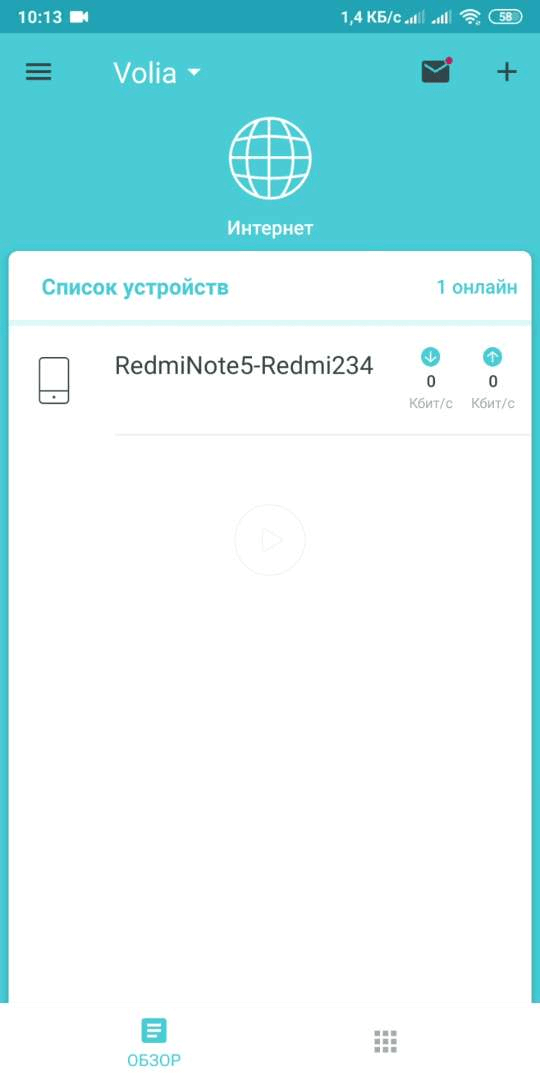 10:13 1,4 КБ/с 58
Volia
Интернет
Список устройств 1 онлайн
RedmiNote5-Redmi234
0 0
Кбит/с Кбит/с
ОБЗОР